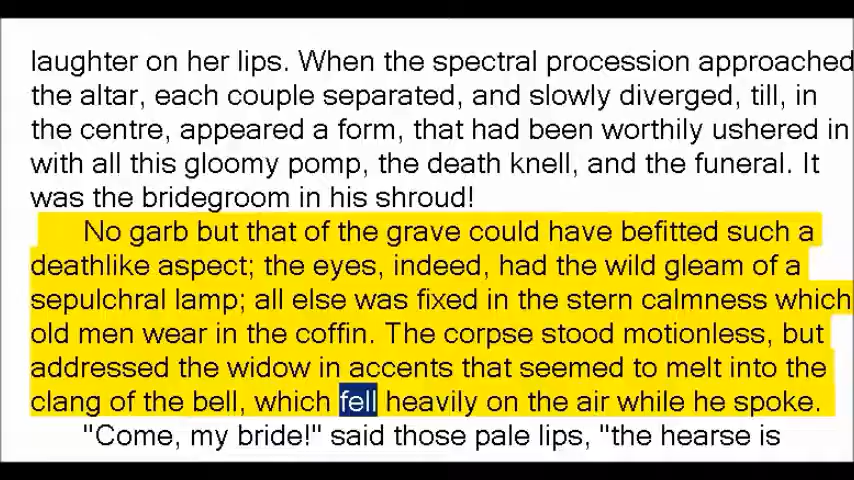 laughter on her lips. When the spectral procession approached
the altar, each couple separated, and slowly diverged, till, in
the centre, appeared a form, that had been worthily ushered in
with all this gloomy pomp, the death knell, and the funeral. It
was the bridegroom in his shroud!
No garb but that of the grave could have befitted such a
deathlike aspect; the eyes, indeed, had the wild gleam of a
sepulchral lamp; all else was fixed in the stern calmness which
old men wear in the coffin. The corpse stood motionless, but
addressed the widow in accents that seemed to melt into the
clang of the bell, which fell heavily on the air while he spoke.
"Come, my bride!" said those pale lips, "the hearse is